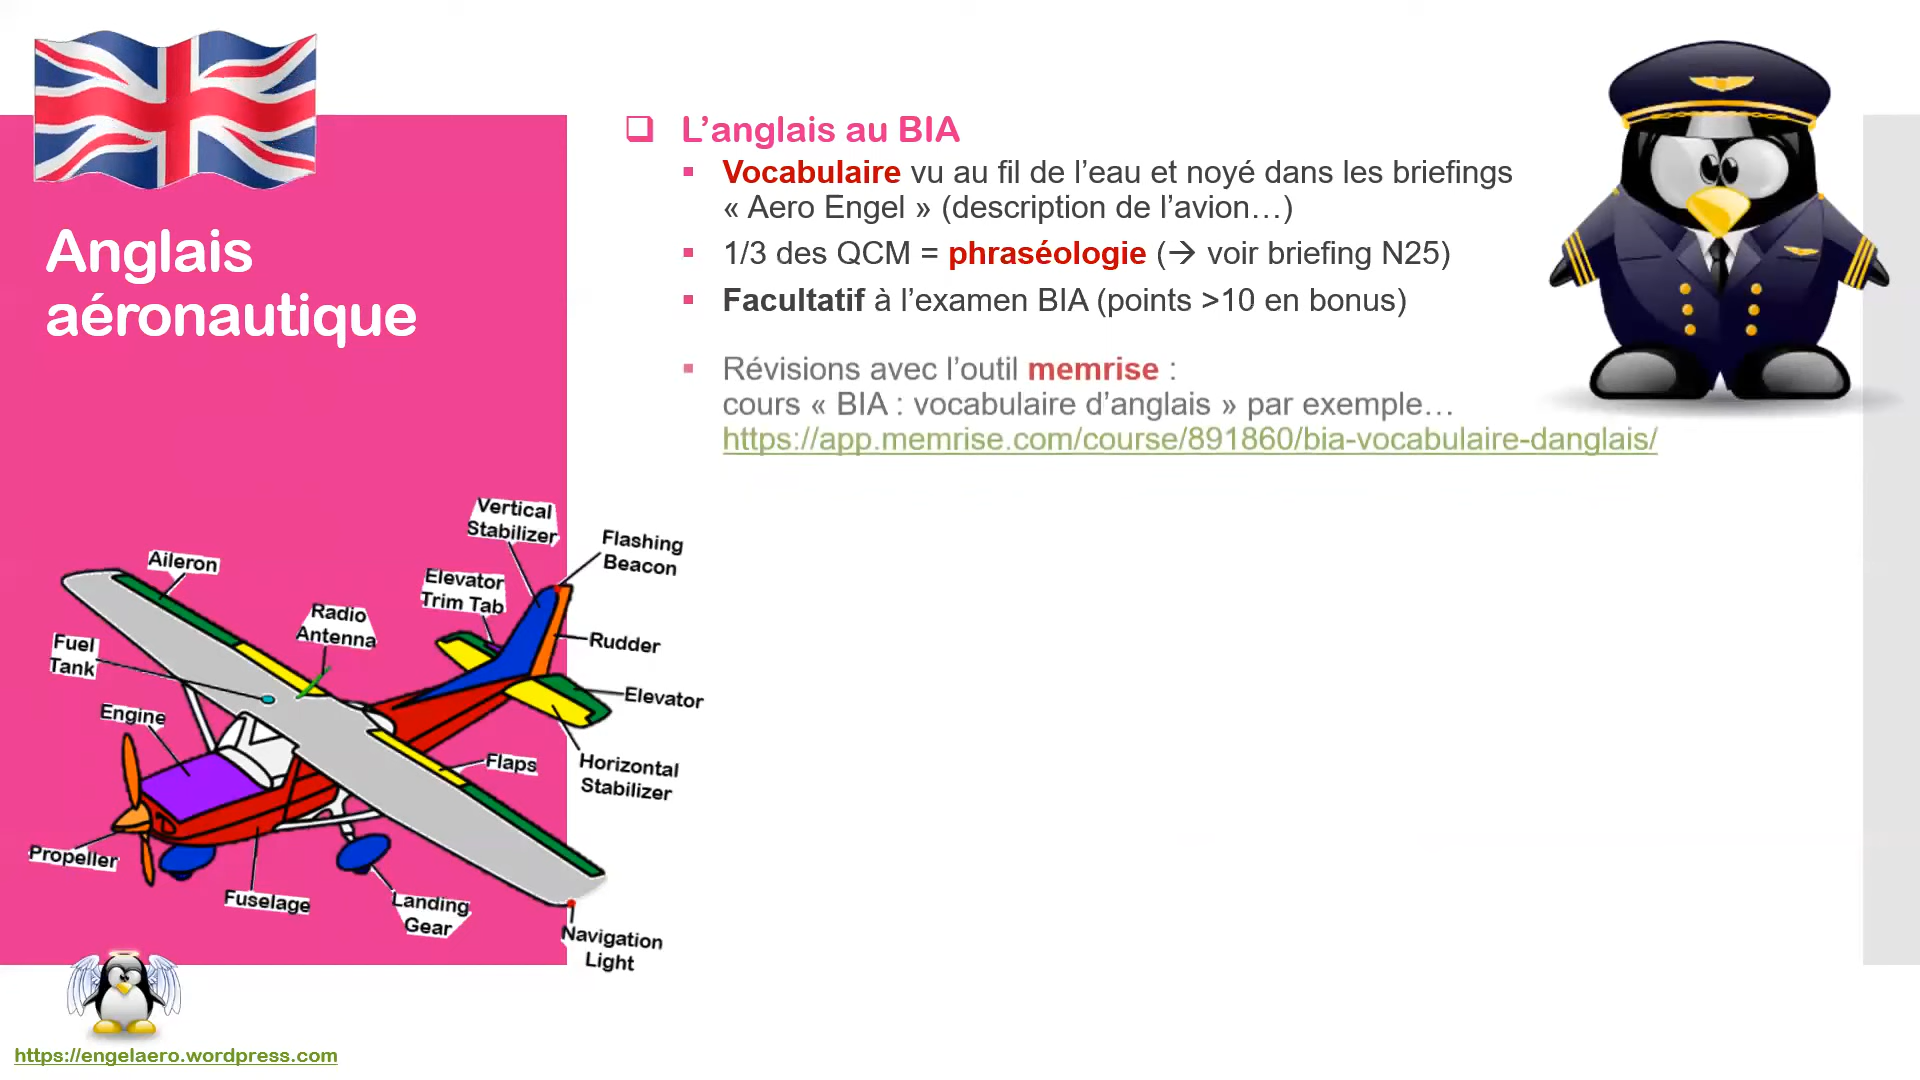 Anglais
aéronautique
❑ L’anglais au BIA
▪ Vocabulaire vu au fil de l’eau et noyé dans les briefings
« Aero Engel » (description de l’avion…)
▪ 1/3 des QCM = phraséologie (→ voir briefing N25)
▪ Facultatif à l’examen BIA (points >10 en bonus)
▪ Révisions avec l’outil memrise :
cours « BIA : vocabulaire d’anglais » par exemple…
https://app.memrise.com/course/891860/bia-vocabulaire-danglais/
Vertical
Stabilizer
Flashing
Beacon
Aileron
Elevator
Trim Tab
Radio
Antenna
Rudder
Fuel
Tank
Elevator
Engine
Flaps
Horizontal
Stabilizer
Propeller
Fuselage
Landing
Gear
Navigation
Light
https://engelaero.wordpress.com